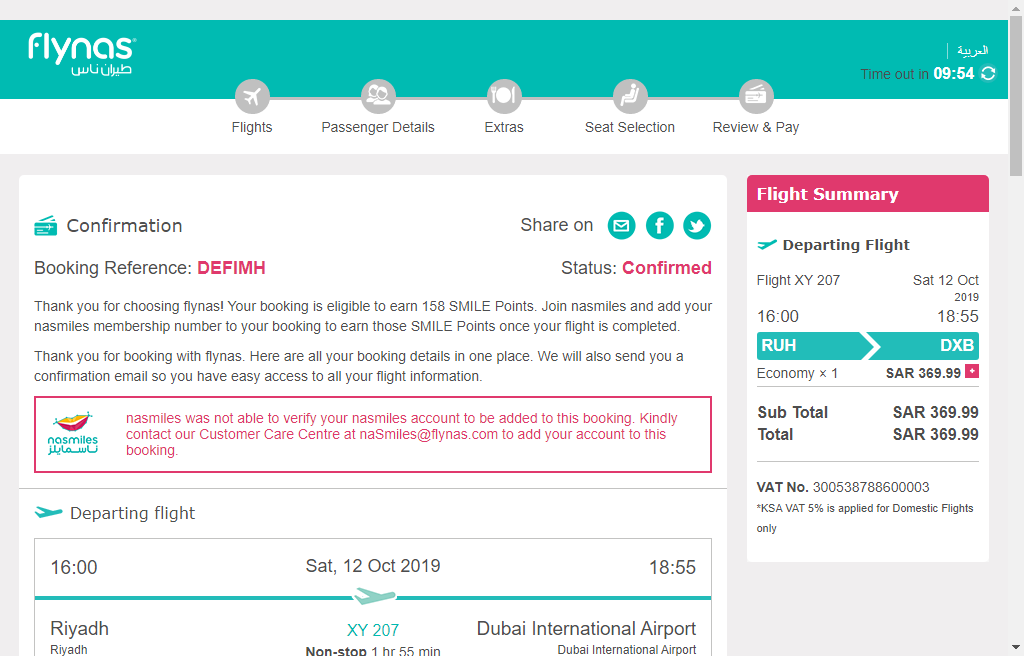 flynas
طيران ناس
العربية
Time out in 09:54
Flights
Passenger Details
Extras
Seat Selection
Review & Pay
Confirmation
Share on
Booking Reference: DEFIMH
Status: Confirmed
Thank you for choosing flynas! Your booking is eligible to earn 158 SMILE Points. Join nasmiles and add your
nasmiles membership number to your booking to earn those SMILE Points once your flight is completed.
Thank you for booking with flynas. Here are all your booking details in one place. We will also send you a
confirmation email so you have easy access to all your flight information.
nasmiles
ناسمايلز
nasmiles was not able to verify your nasmiles account to be added to this booking. Kindly
contact our Customer Care Centre at naSmiles@flynas.com to add your account to this
booking.
Departing flight
16:00
Sat, 12 Oct 2019
18:55
Riyadh
XY 207
Dubai International Airport
Riyadh
Non-stop 1 hr 55 min
Dubai International Airport
Flight Summary
Departing Flight
Flight XY 207
Sat 12 Oct
2019
16:00
18:55
RUH
DXB
Economy × 1
SAR 369.99 +
Sub Total
SAR 369.99
Total
SAR 369.99
VAT No. 300538788600003
*KSA VAT 5% is applied for Domestic Flights
only